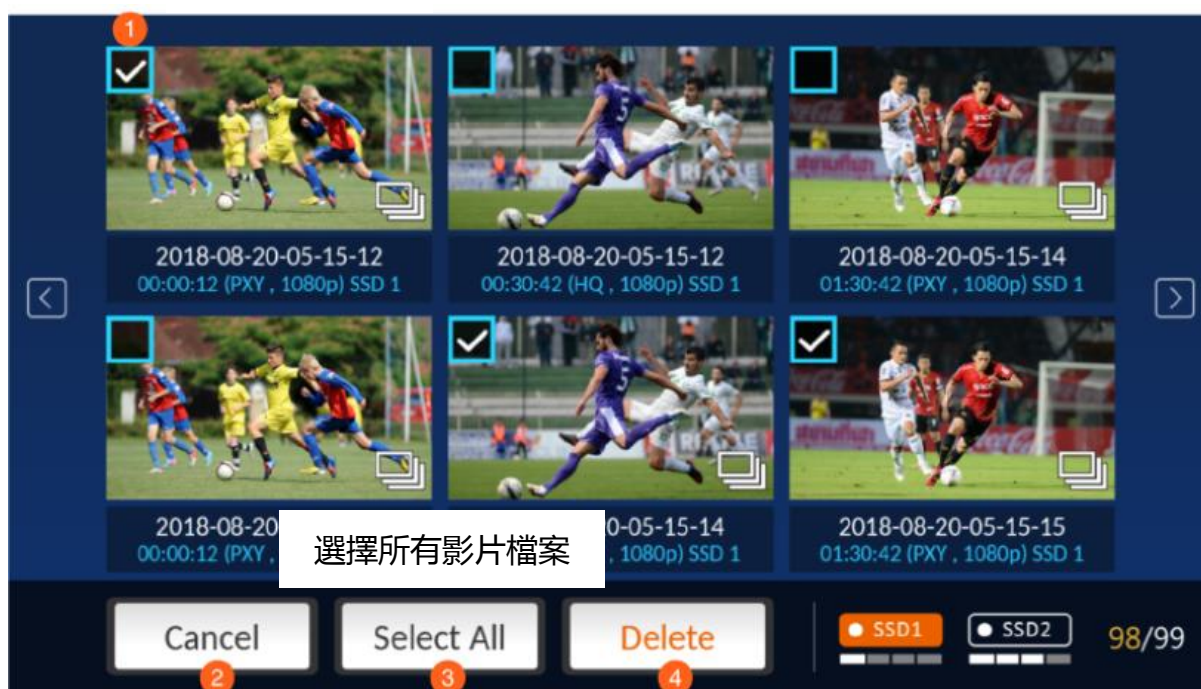 1
2018-08-20-05-15-12
00:00:12 (PXY , 1080p) SSD 1
2018-08-20-05-15-12
00:30:42 (HQ , 1080p) SSD 1
2018-08-20-05-15-14
01:30:42 (PXY , 1080p) SSD 1
2018-08-20
00:00:12 (PXY ,
選擇所有影片檔案
0-05-15-14
, 1080p) SSD 1
2018-08-20-05-15-15
01:30:42 (PXY , 1080p) SSD 1
Cancel
2
Select All
3
Delete
4
SSD1
SSD2
98/99